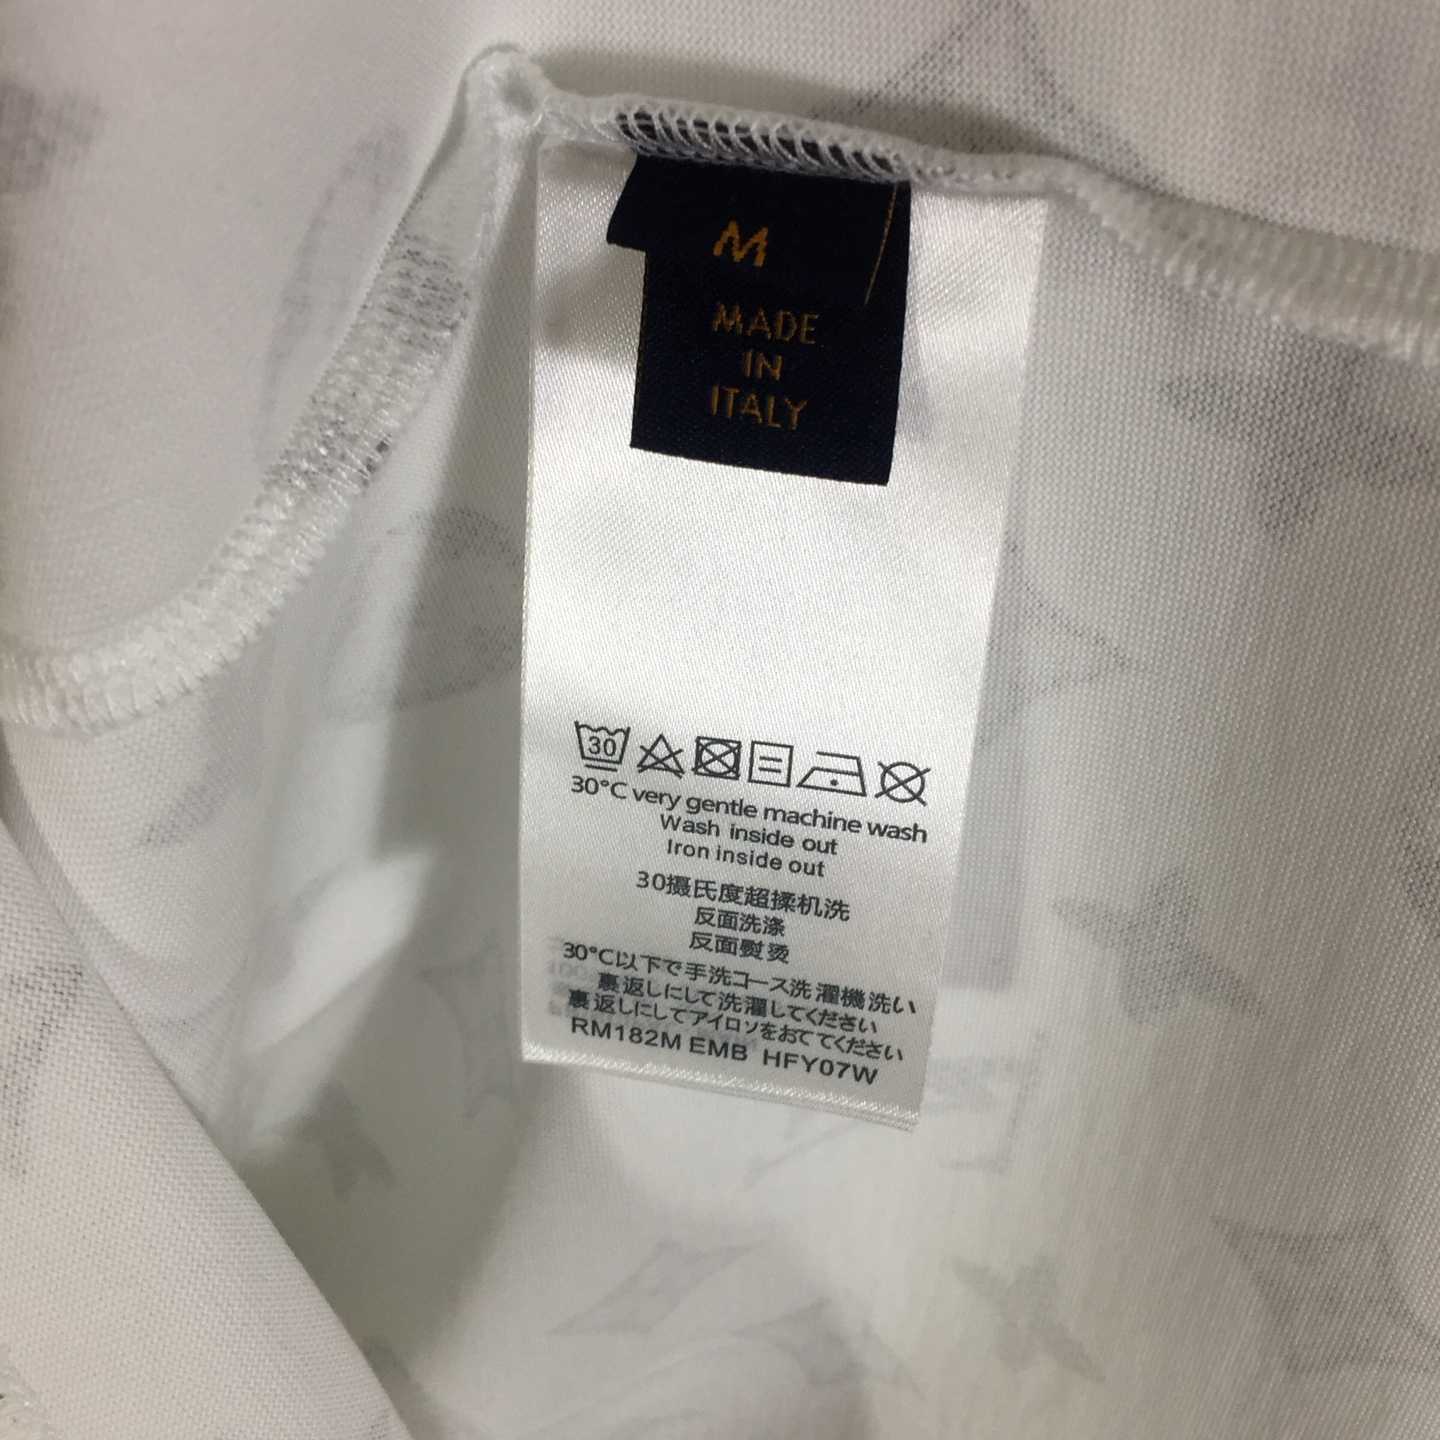 M
MADE
IN
ITALY
30
30°C very gentle machine wash
Wash inside out
Iron inside out
30摄氏度超揉机洗
反面洗涤
反面熨烫
30°C以下で手洗コース洗濯機洗い
裏返しにして洗濯してください
裏返しにしてアイロンをおててください
RM182M EMB HFY07W